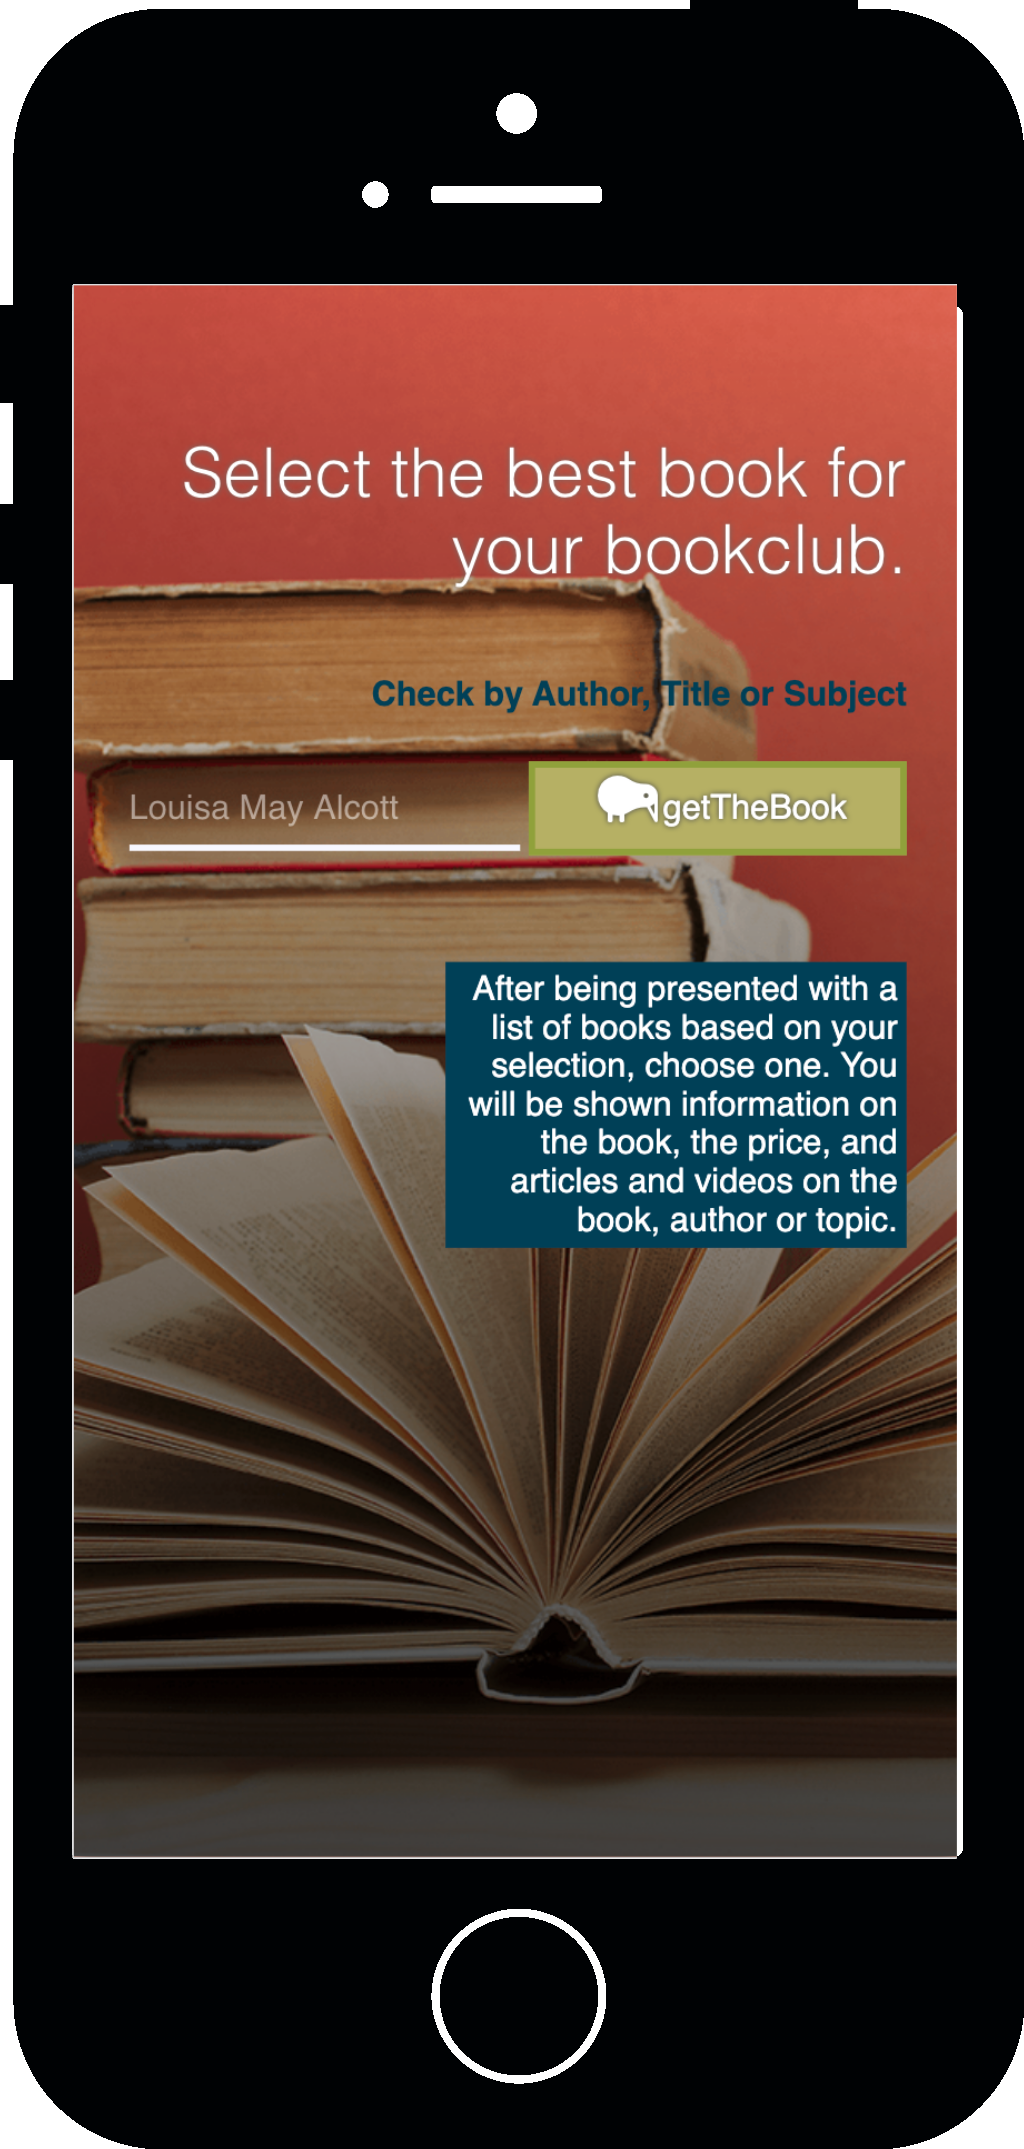 Select the best book for
your bookclub.
Check by Author, Title or Subject
Louisa May Alcott
getTheBook
After being presented with a
list of books based on your
selection, choose one. You
will be shown information on
the book, the price, and
articles and videos on the
book, author or topic.